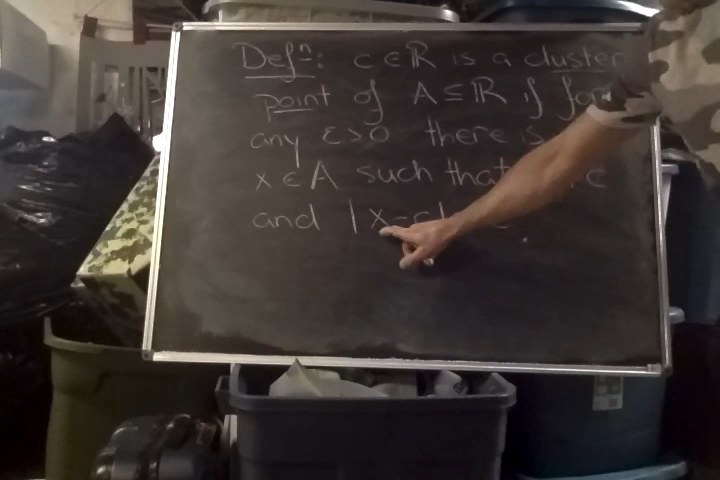 Defⁿ: c ∈ ℝ is a cluster
point of A ⊆ ℝ if for
any ε>0 there is
x ∈ A such that c
and |x-c|